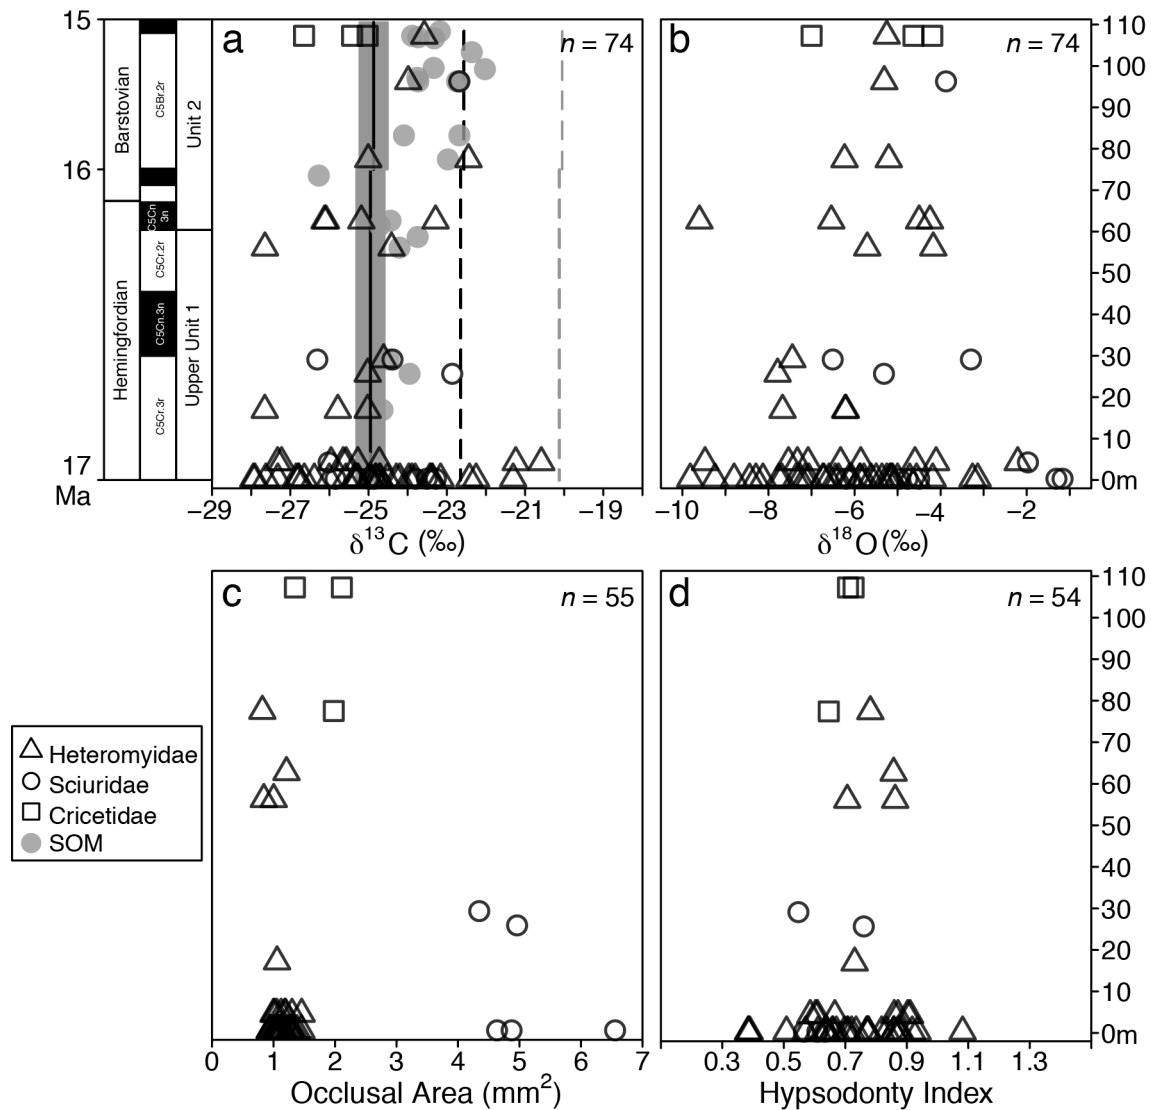 15
16
17
Ma
Barstovian
Hemingfordian
C5Br.2r
C5Cn
3n
C5Cr.2r
C5Cn.3n
C5Cr.3r
Unit 2
Upper Unit 1
a
n = 74
−29
−27
−25
−23
−21
−19
δ13C (‰)
b
n = 74
110
100
90
80
70
60
50
40
30
20
10
0m
−10
−8
−6
−4
−2
δ18O(‰)
Heteromyidae
Sciuridae
Cricetidae
SOM
c
n = 55
0
1
2
3
4
5
6
7
Occlusal Area (mm2)
d
n = 54
110
100
90
80
70
60
50
40
30
20
10
0m
0.3
0.5
0.7
0.9
1.1
1.3
Hypsodonty Index